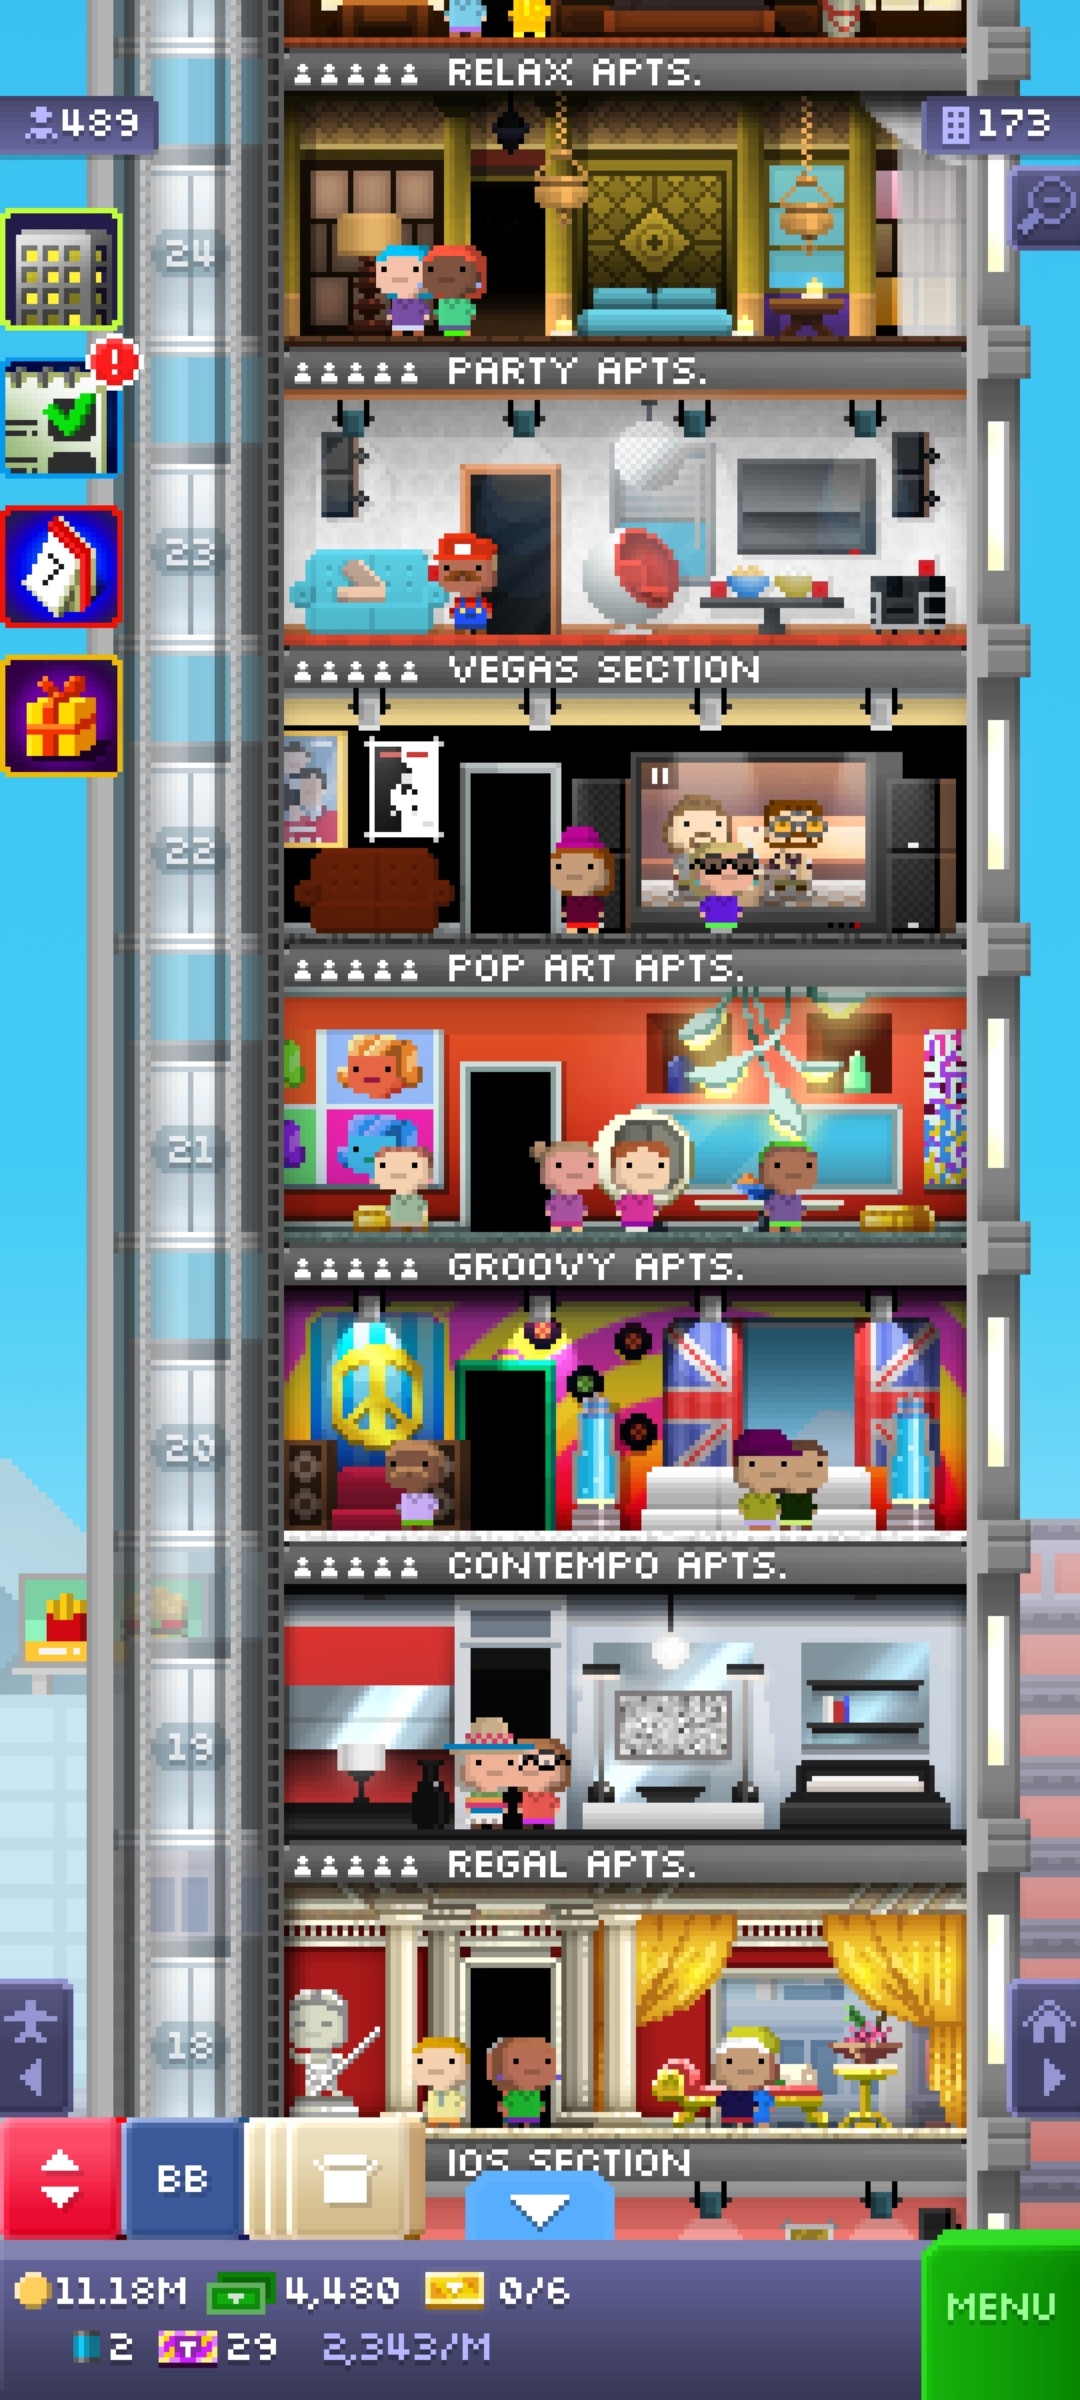 RELAX APTS.
489
173
24
PARTY APTS.
23
7
VEGAS SECTION
22
POP ART APTS.
21
GROOVY APTS.
20
CONTEMPO APTS.
19
REGAL APTS.
18
IOS SECTION
BB
11.18M 4,480 0/6
MENU
2 29 2,343/M